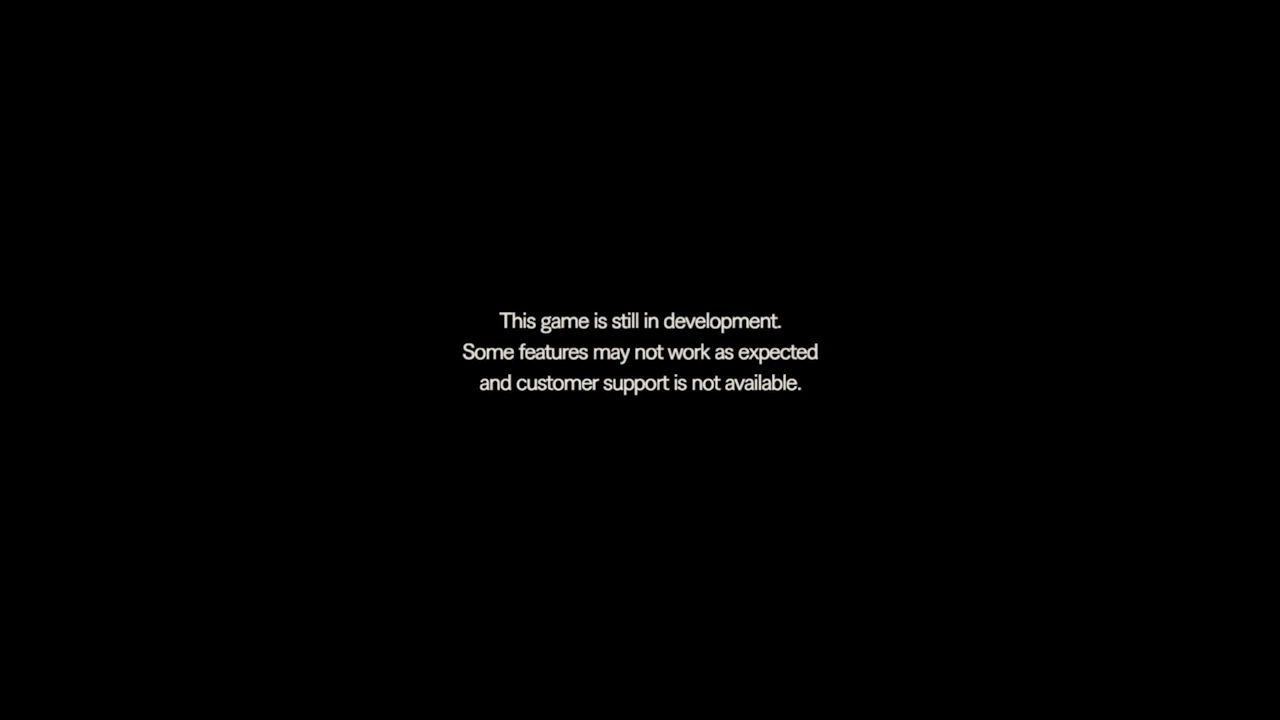 This game is still in development.
Some features may not work as expected
and customer support is not available.